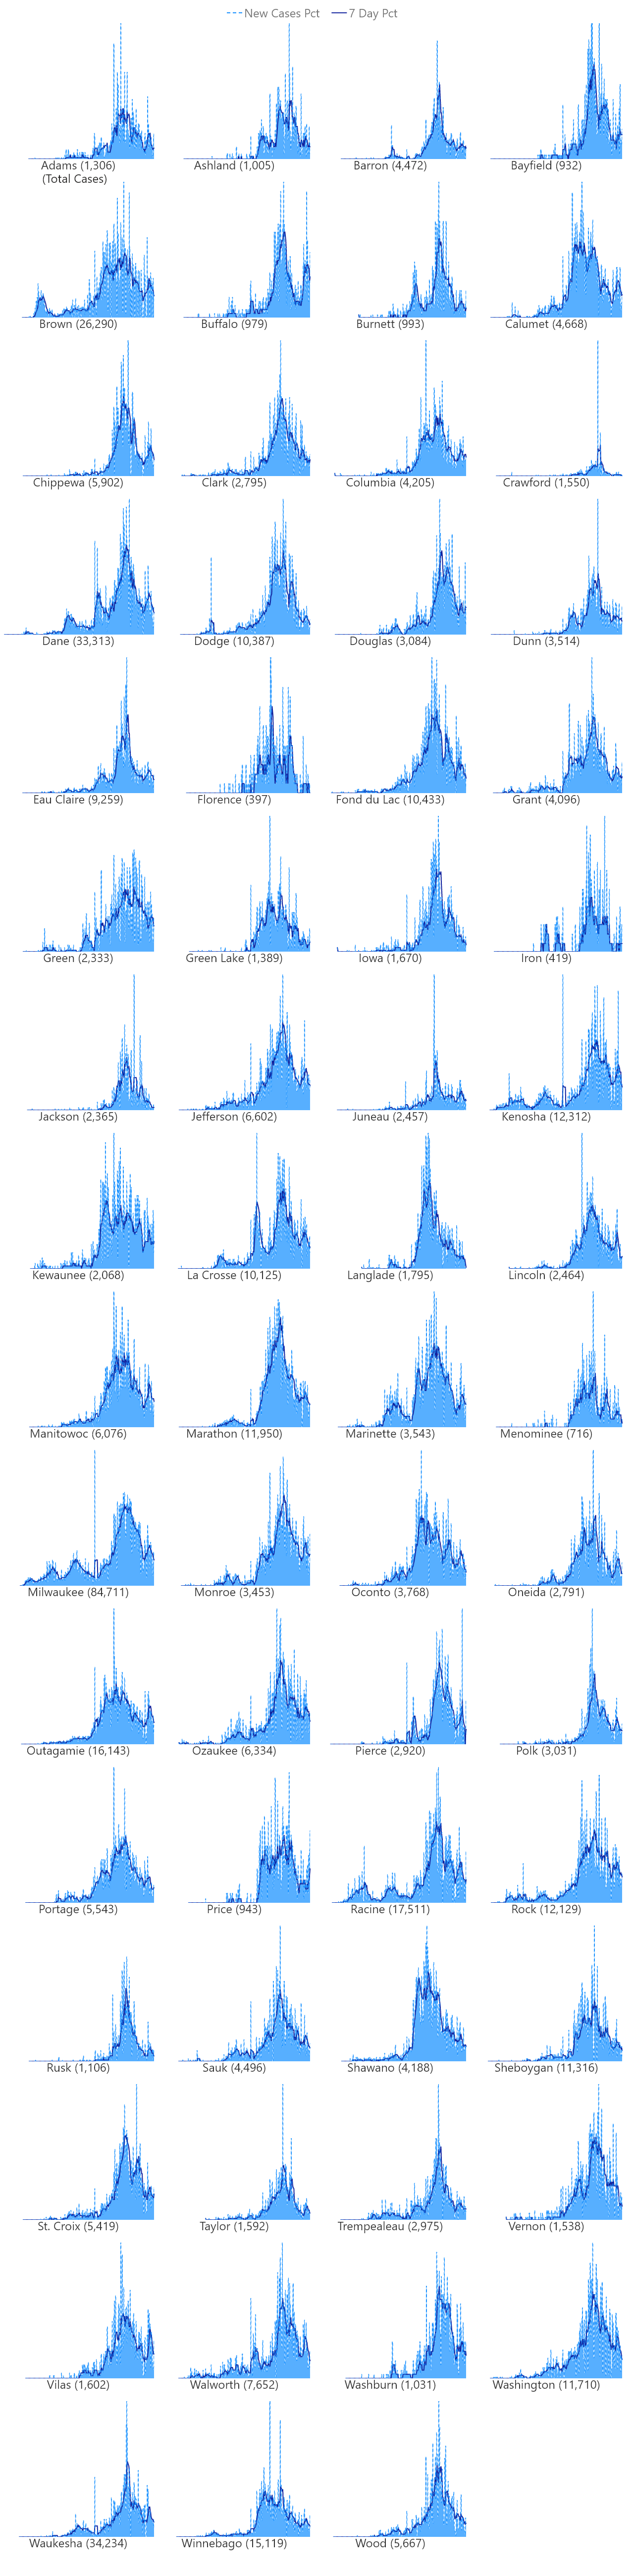 New Cases Pct 7 Day Pct
Adams (1,306) Ashland (1,005) Barron (4,472) Bayfield (932)
(Total Cases)
Brown (26,290) Buffalo (979) Burnett (993) Calumet (4,668)
Chippewa (5,902) Clark (2,795) Columbia (4,205) Crawford (1,550)
Dane (33,313) Dodge (10,387) Douglas (3,084) Dunn (3,514)
Eau Claire (9,259) Florence (397) Fond du Lac (10,433) Grant (4,096)
Green (2,333) Green Lake (1,389) Iowa (1,670) Iron (419)
Jackson (2,365) Jefferson (6,602) Juneau (2,457) Kenosha (12,312)
Kewaunee (2,068) La Crosse (10,125) Langlade (1,795) Lincoln (2,464)
Manitowoc (6,076) Marathon (11,950) Marinette (3,543) Menominee (716)
Milwaukee (84,711) Monroe (3,453) Oconto (3,768) Oneida (2,791)
Outagamie (16,143) Ozaukee (6,334) Pierce (2,920) Polk (3,031)
Portage (5,543) Price (943) Racine (17,511) Rock (12,129)
Rusk (1,106) Sauk (4,496) Shawano (4,188) Sheboygan (11,316)
St. Croix (5,419) Taylor (1,592) Trempealeau (2,975) Vernon (1,538)
Vilas (1,602) Walworth (7,652) Washburn (1,031) Washington (11,710)
Waukesha (34,234) Winnebago (15,119) Wood (5,667)